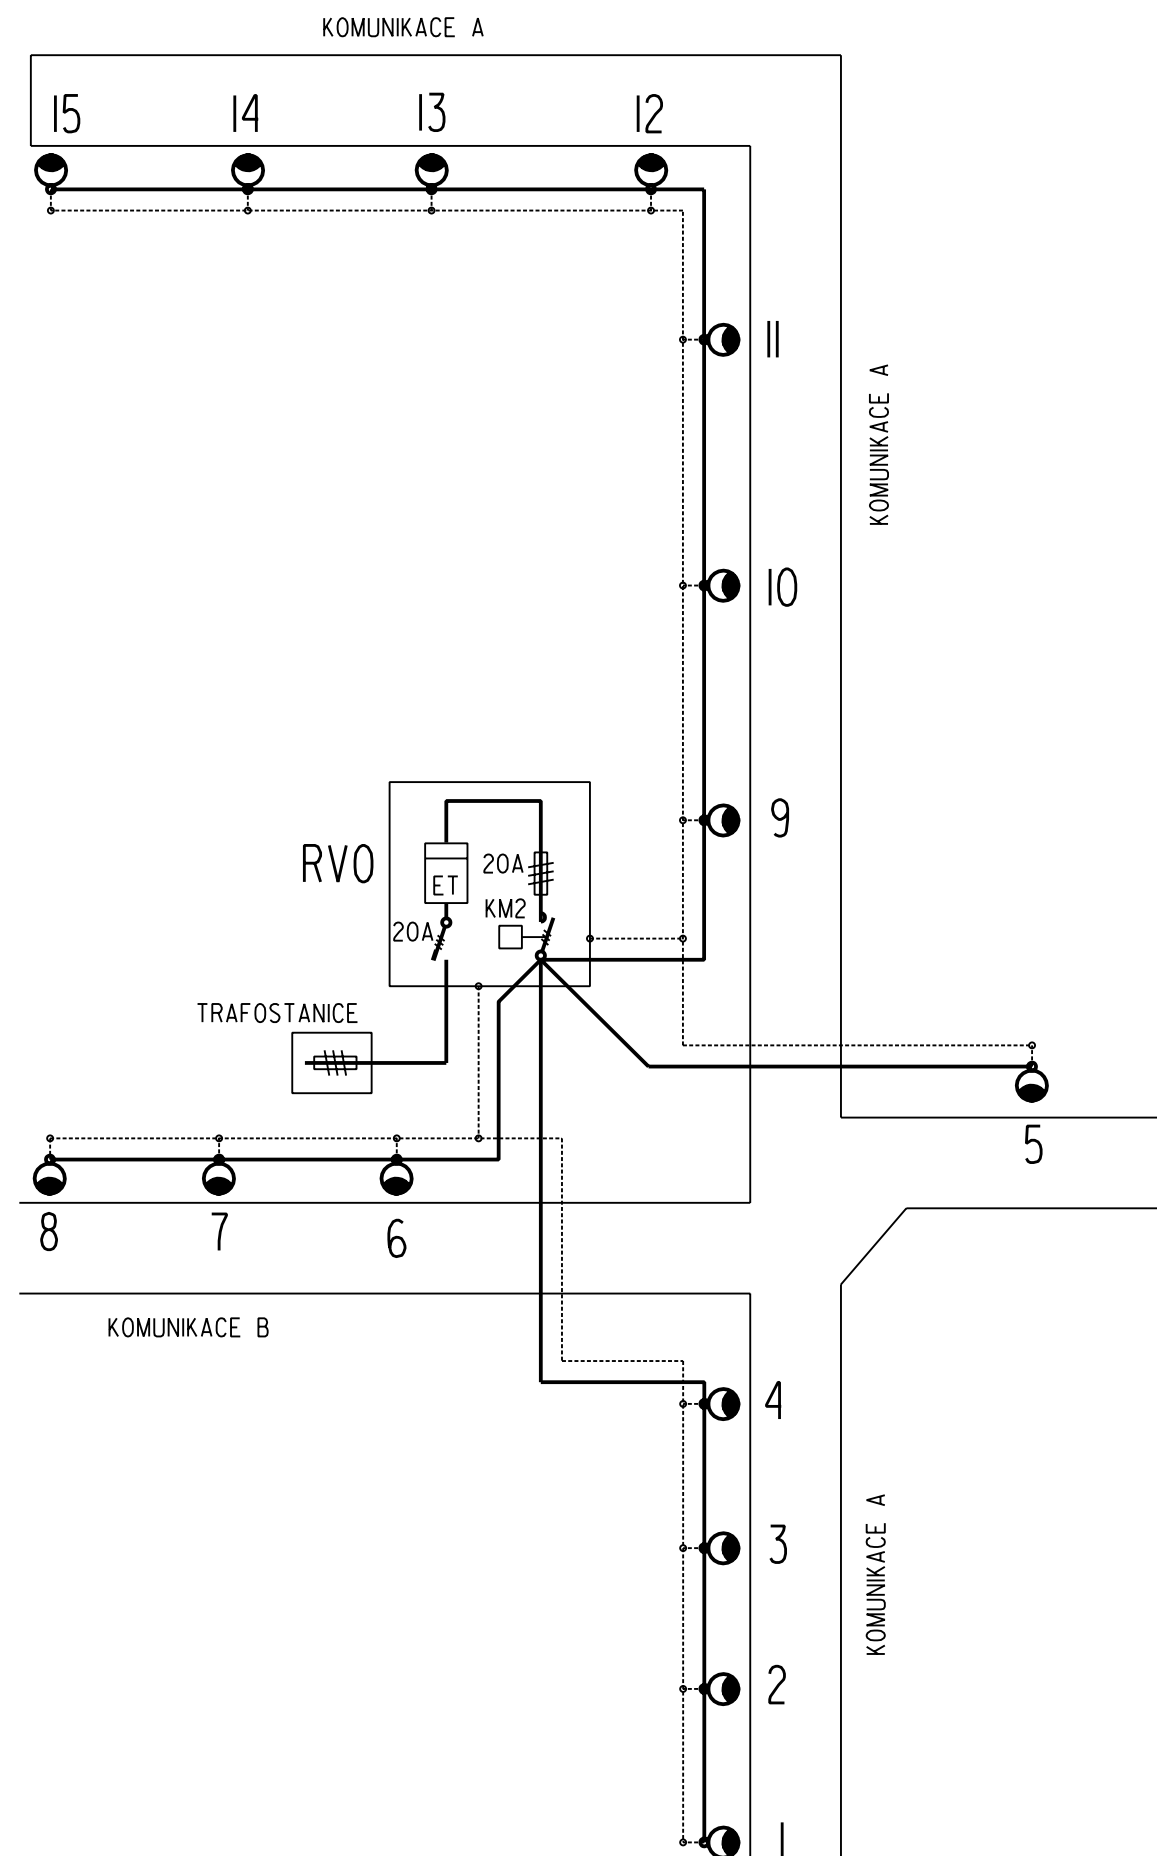 KOMUNIKACE A
15 14 13 12
11
KOMUNIKACE A
10
9
RVO
20A
ET
KM2
20A
TRAFOSTANICE
5
8 7 6
KOMUNIKACE B
4
3
KOMUNIKACE A
2
1